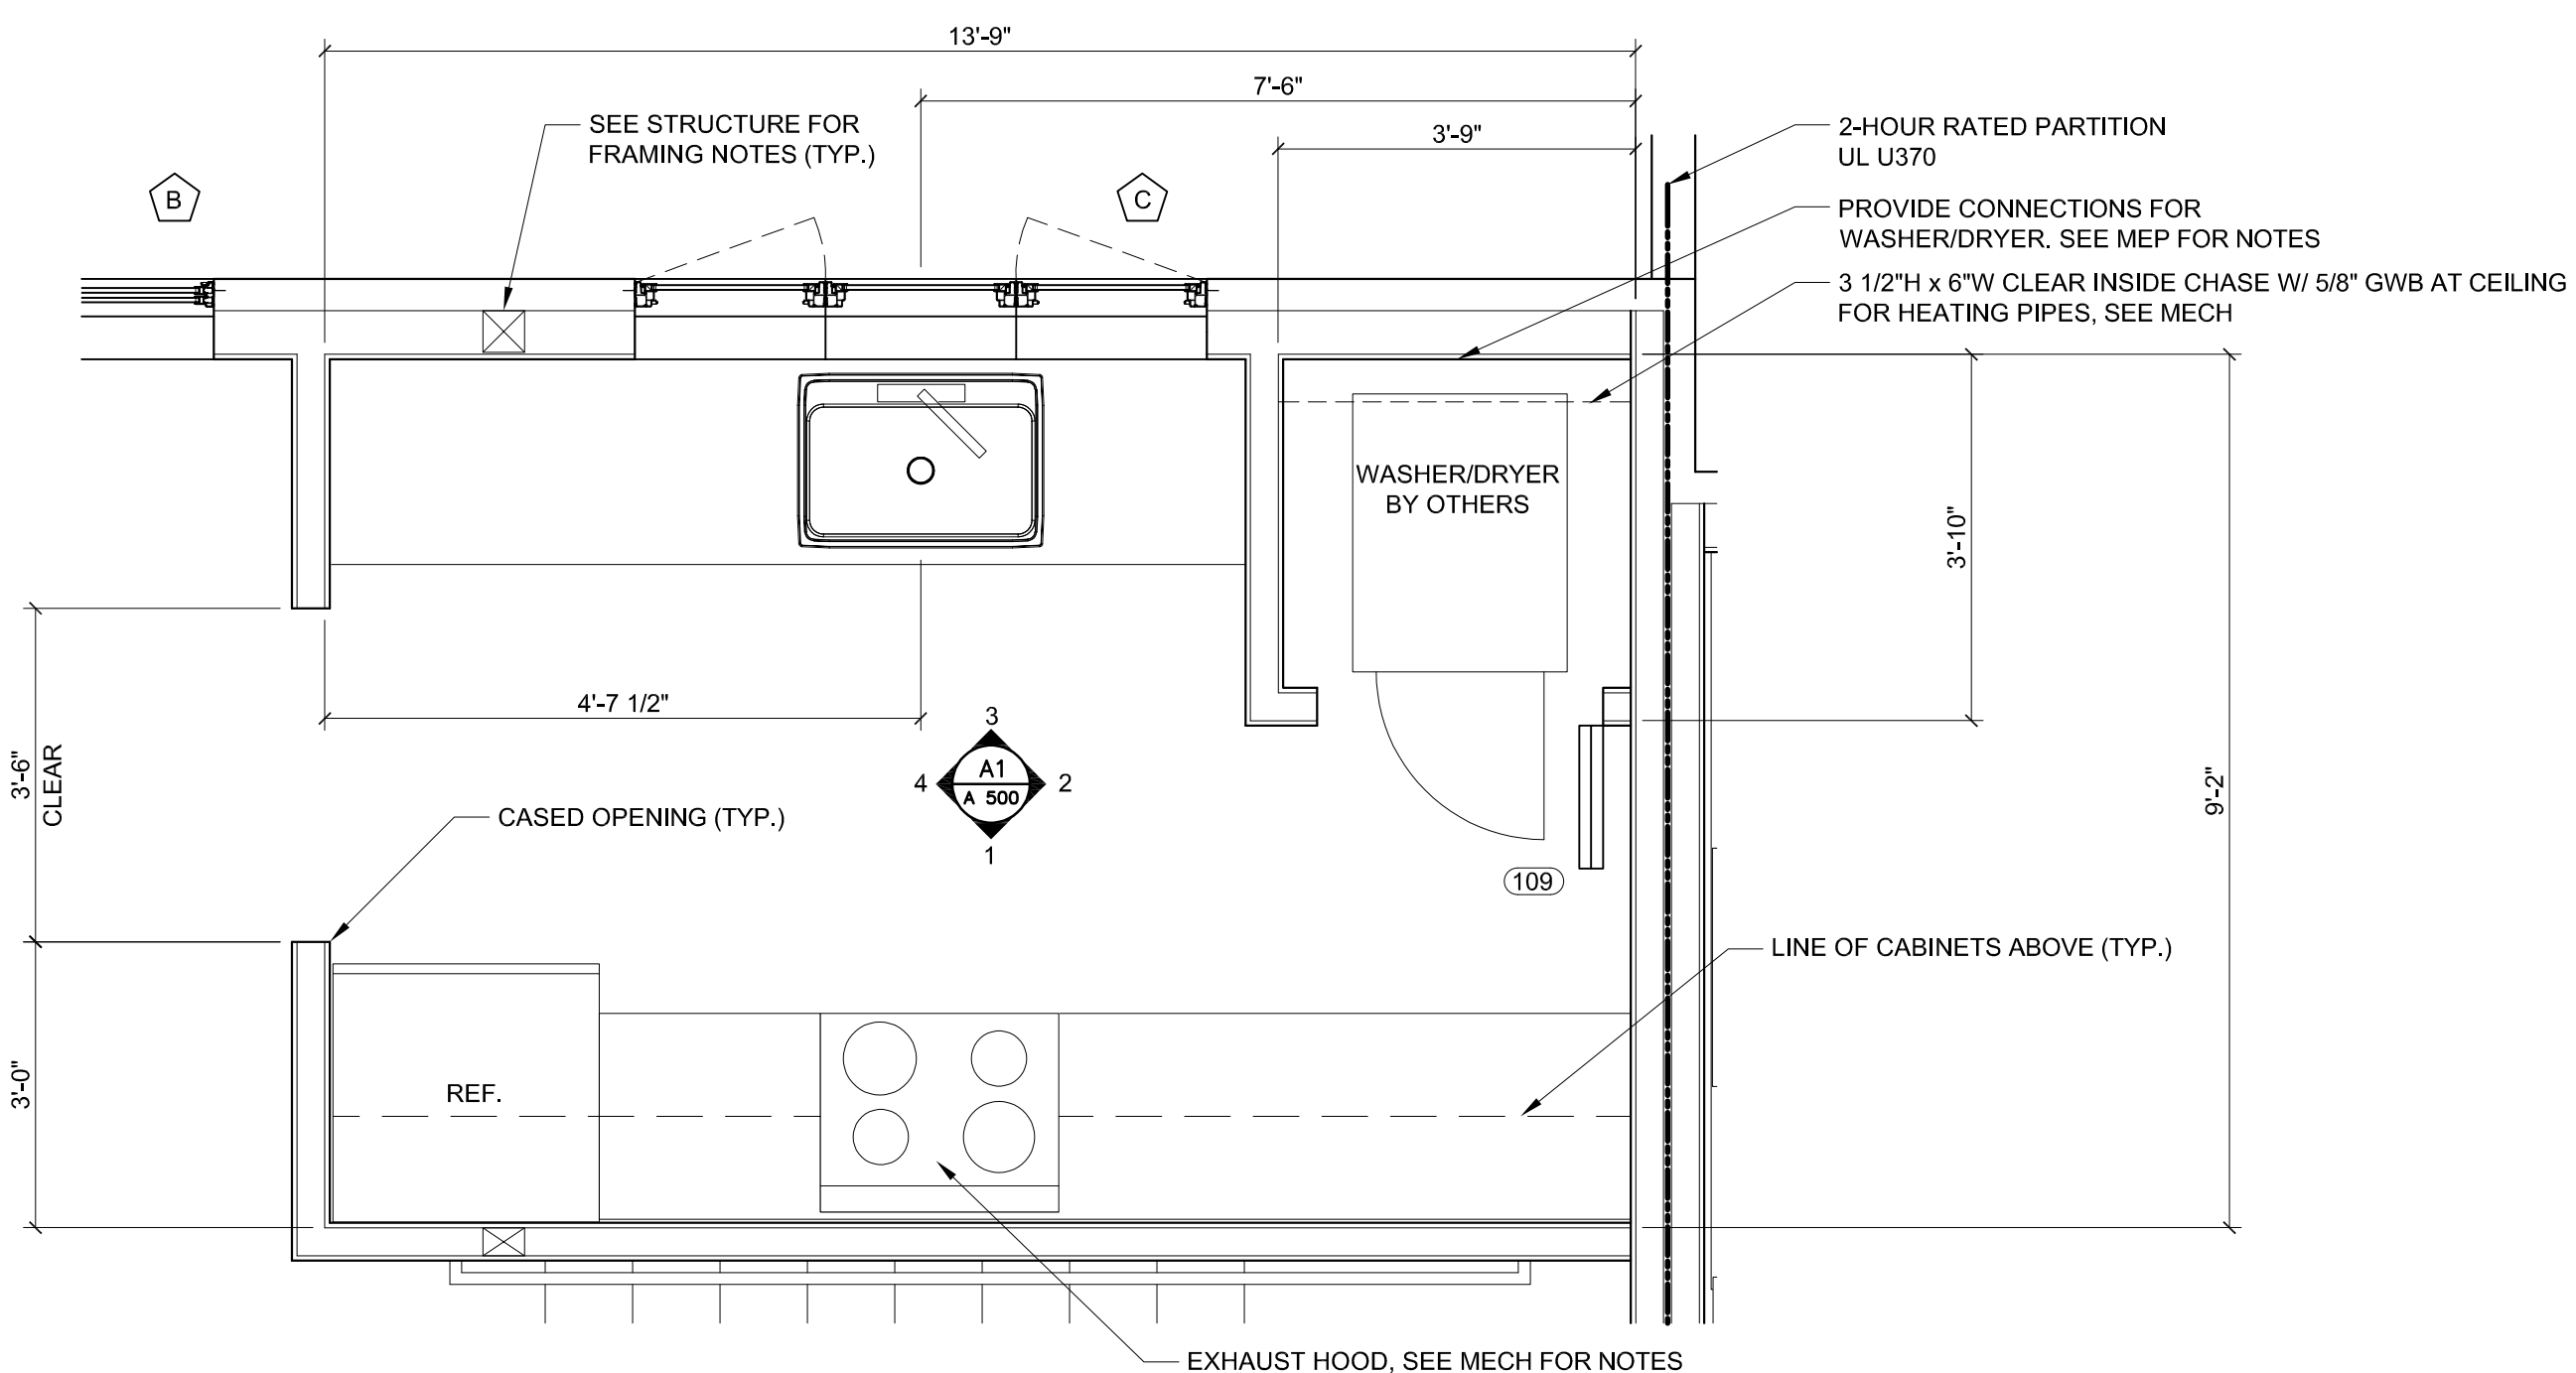 13'-9"
7'-6"
3'-9"
SEE STRUCTURE FOR
FRAMING NOTES (TYP.)
2-HOUR RATED PARTITION
UL U370
B
C
PROVIDE CONNECTIONS FOR
WASHER/DRYER. SEE MEP FOR NOTES
3 1/2"H x 6"W CLEAR INSIDE CHASE W/ 5/8" GWB AT CEILING
FOR HEATING PIPES, SEE MECH
WASHER/DRYER
BY OTHERS
3'-10"
9'-2"
4'-7 1/2"
3'-6"
CLEAR
3
4
A1
A 500
2
1
CASED OPENING (TYP.)
109
LINE OF CABINETS ABOVE (TYP.)
3'-0"
REF.
EXHAUST HOOD, SEE MECH FOR NOTES